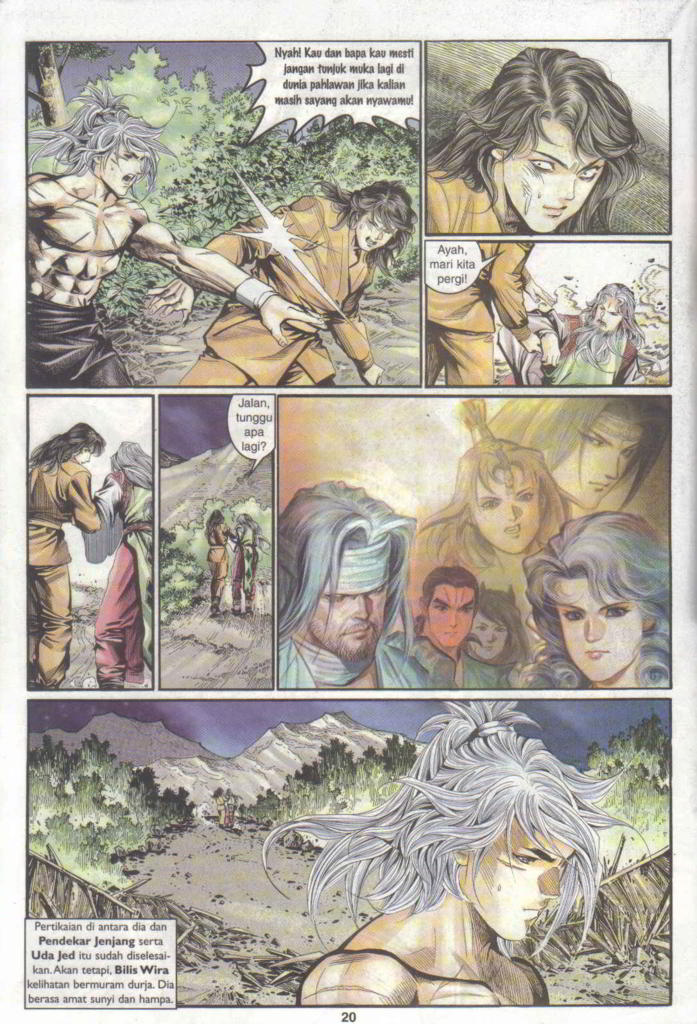 Nyah! Kau dan bapa kau mesti
jangan tunjuk muka lagi di
dunia pahlawan jika kalian
masih sayang akan nyawamu!
Ayah,
mari kita
pergi!
Jalan,
tunggu
apa
lagi?
Pertikaian di antara dia dan
Pendekar Jenjang serta
Uda Jed itu sudah diselesai-
kan. Akan tetapi, Bilis Wira
kelihatan bermuram durja. Dia
berasa amat sunyi dan hampa.
20